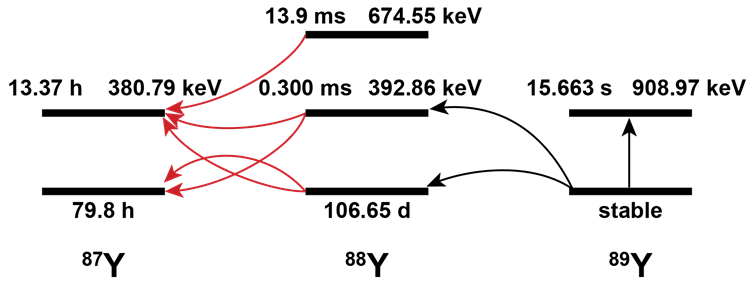 13.9 ms 674.55 keV
13.37 h 380.79 keV 0.300 ms 392.86 keV 15.663 s 908.97 keV
79.8 h 106.65 d stable
⁸⁷Y ⁸⁸Y ⁸⁹Y